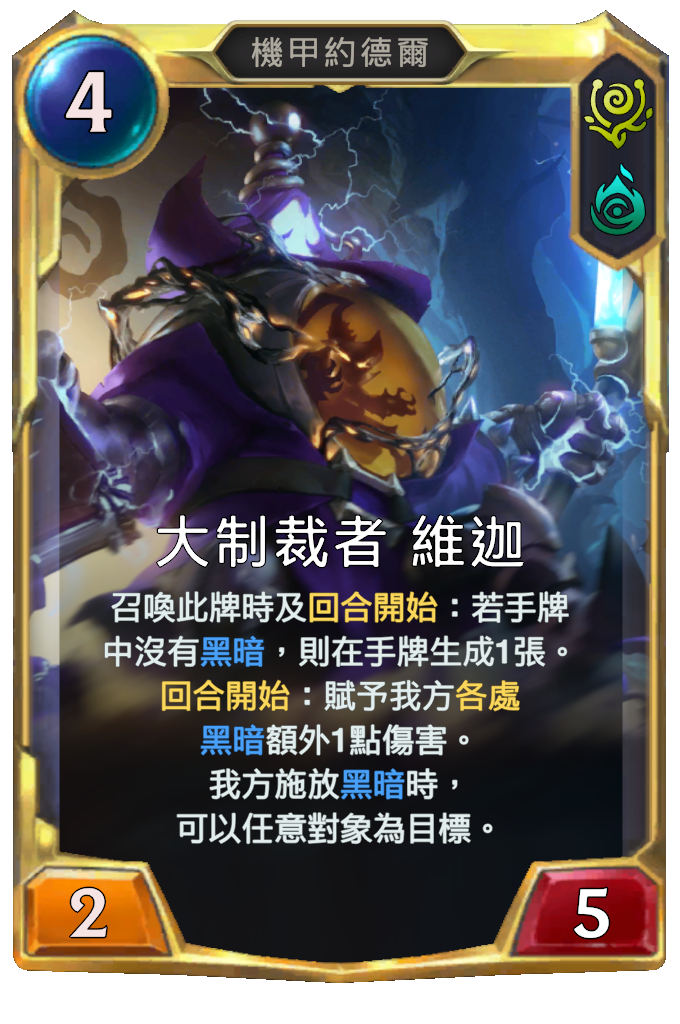 4
機甲約德爾
大制裁者 維迦
召喚此牌時及回合開始：若手牌
中沒有黑暗，則在手牌生成1張。
回合開始：賦予我方各處
黑暗額外1點傷害。
我方施放黑暗時，
可以任意對象為目標。
2
5